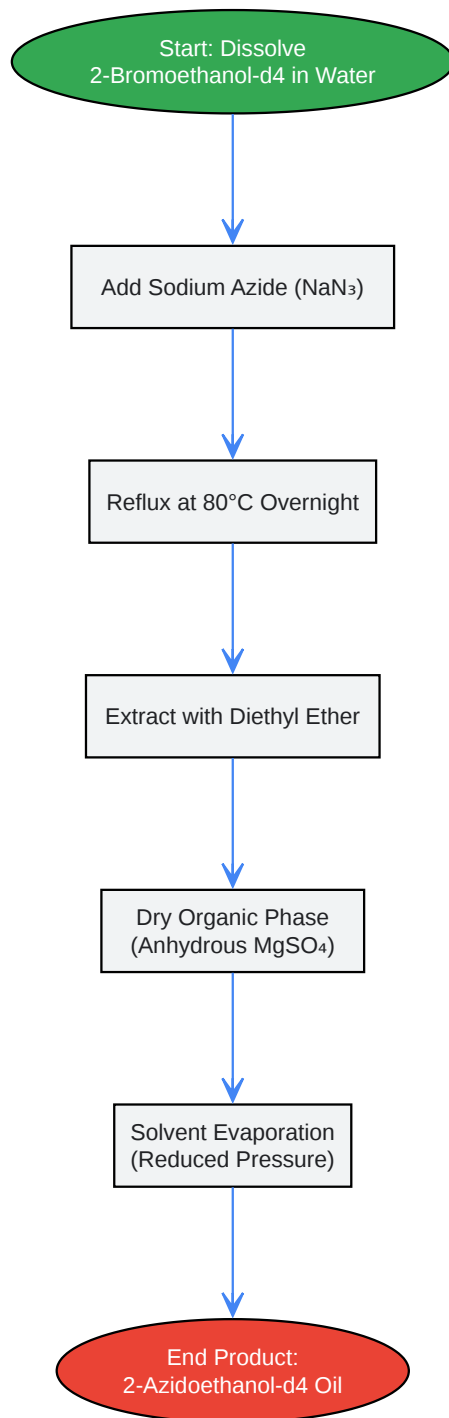 Start: Dissolve
2-Bromoethanol-d4 in Water
Add Sodium Azide (NaN₃)
Reflux at 80°C Overnight
Extract with Diethyl Ether
Dry Organic Phase
(Anhydrous MgSO₄)
Solvent Evaporation
(Reduced Pressure)
End Product:
2-Azidoethanol-d4 Oil